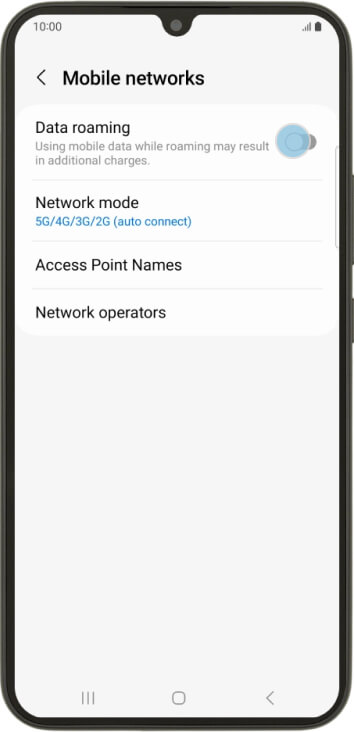 10:00
Mobile networks
Data roaming
Using mobile data while roaming may result
in additional charges.
Network mode
5G/4G/3G/2G (auto connect)
Access Point Names
Network operators